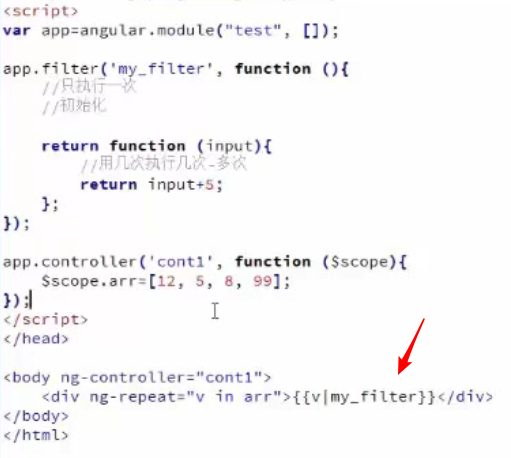 <script>
var app=angular.module("test", []);
app.filter('my_filter', function (){
//只执行一次
//初始化
return function (input){
//用几次执行几次-多次
return input+5;
};
});
app.controller('cont1', function ($scope){
$scope.arr=[12, 5, 8, 99];
});
</script>
</head>
<body ng-controller="cont1">
<div ng-repeat="v in arr">{{v|my_filter}}</div>
</body>
</html>